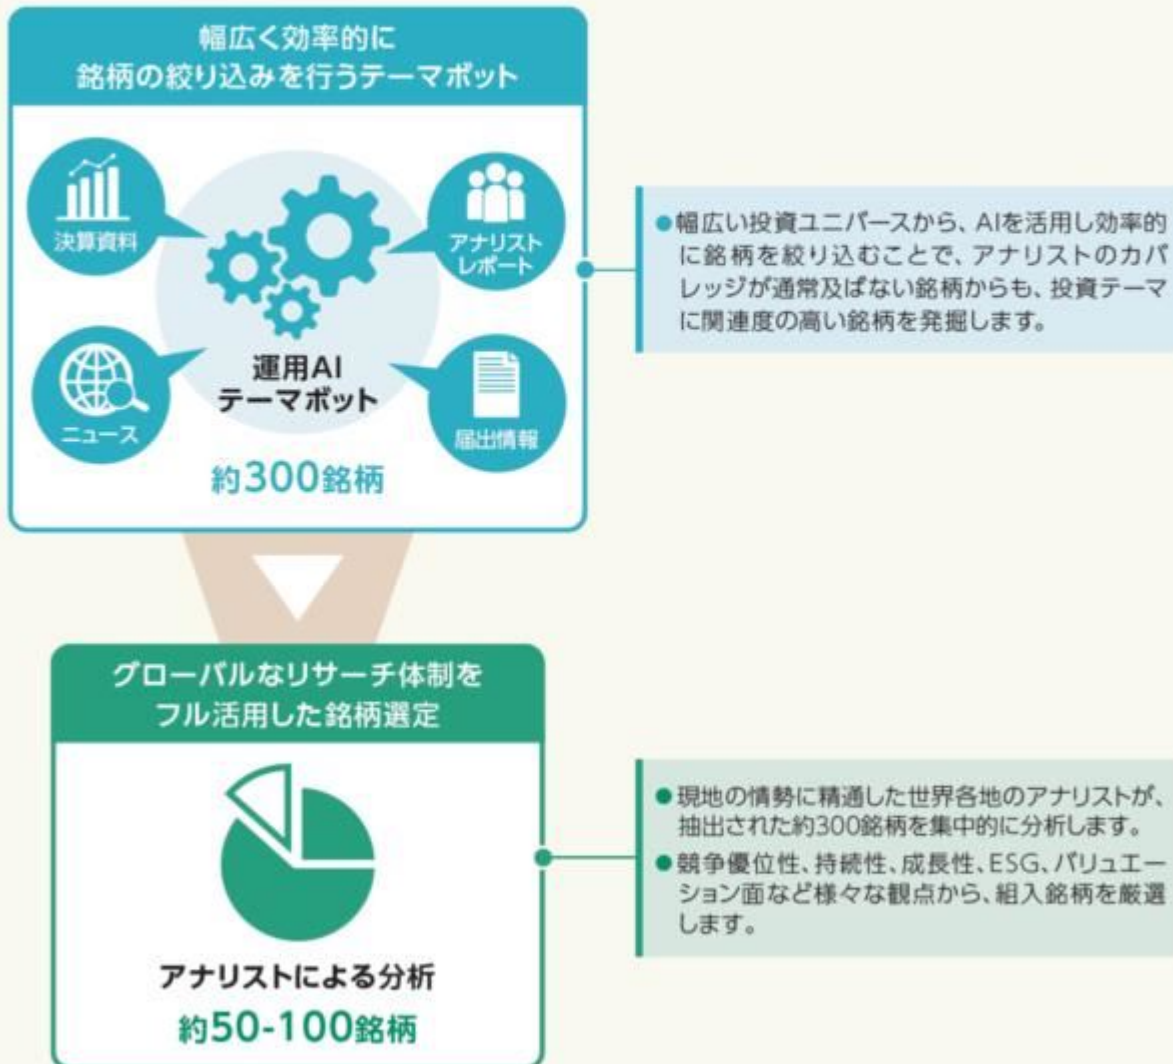 幅広く効率的に
銘柄の絞り込みを行うテーマボット
決算資料
アナリスト
レポート
運用AI
テーマボット
ニュース
届出情報
約300銘柄
●幅広い投資ユニバースから、AIを活用し効率的
に銘柄を絞り込むことで、アナリストのカバ
レッジが通常及ばない銘柄からも、投資テーマ
に関連度の高い銘柄を発掘します。
グローバルなリサーチ体制を
フル活用した銘柄選定
アナリストによる分析
約50-100銘柄
●現地の情勢に精通した世界各地のアナリストが、
抽出された約300銘柄を集中的に分析します。
●競争優位性、持続性、成長性、ESG、バリュエー
ション面など様々な観点から、組入銘柄を厳選
します。